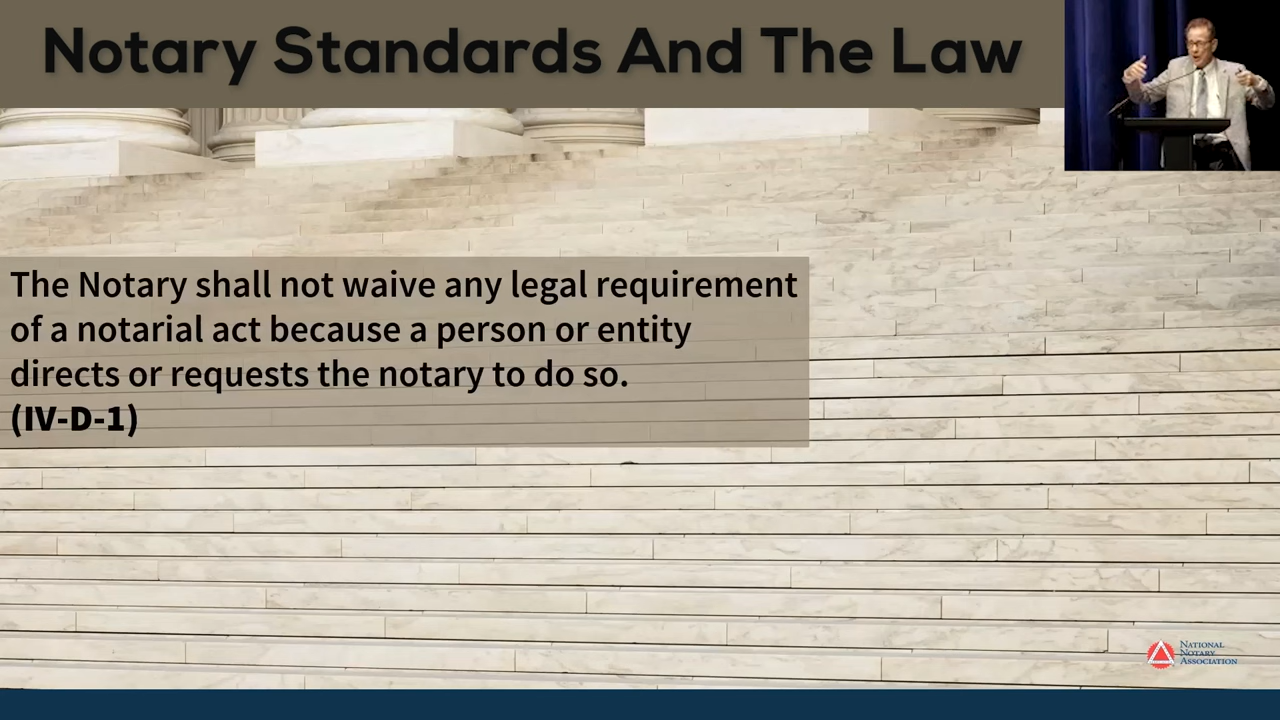 Notary Standards And The Law
The Notary shall not waive any legal requirement
of a notarial act because a person or entity
directs or requests the notary to do so.
(IV-D-1)
NATIONAL
NOTARY
ASSOCIATION